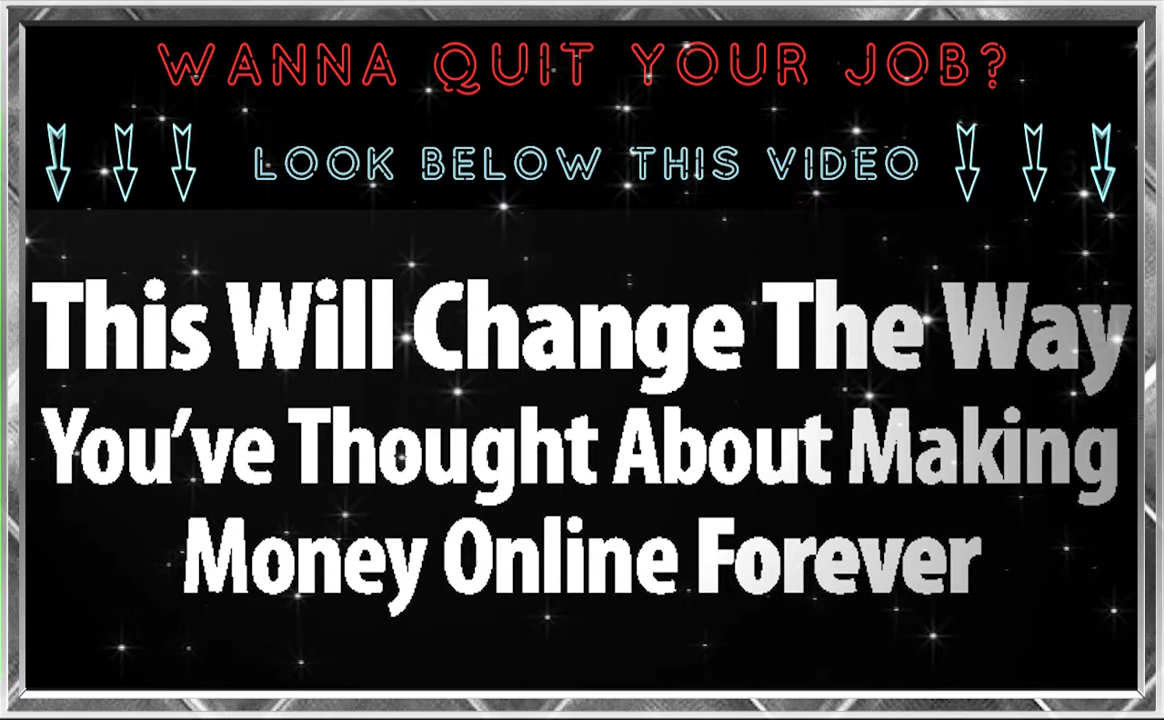 WANNA QUIT YOUR JOB?
LOOK BELOW THIS VIDEO
This Will Change The Way
You've Thought About Making
Money Online Forever